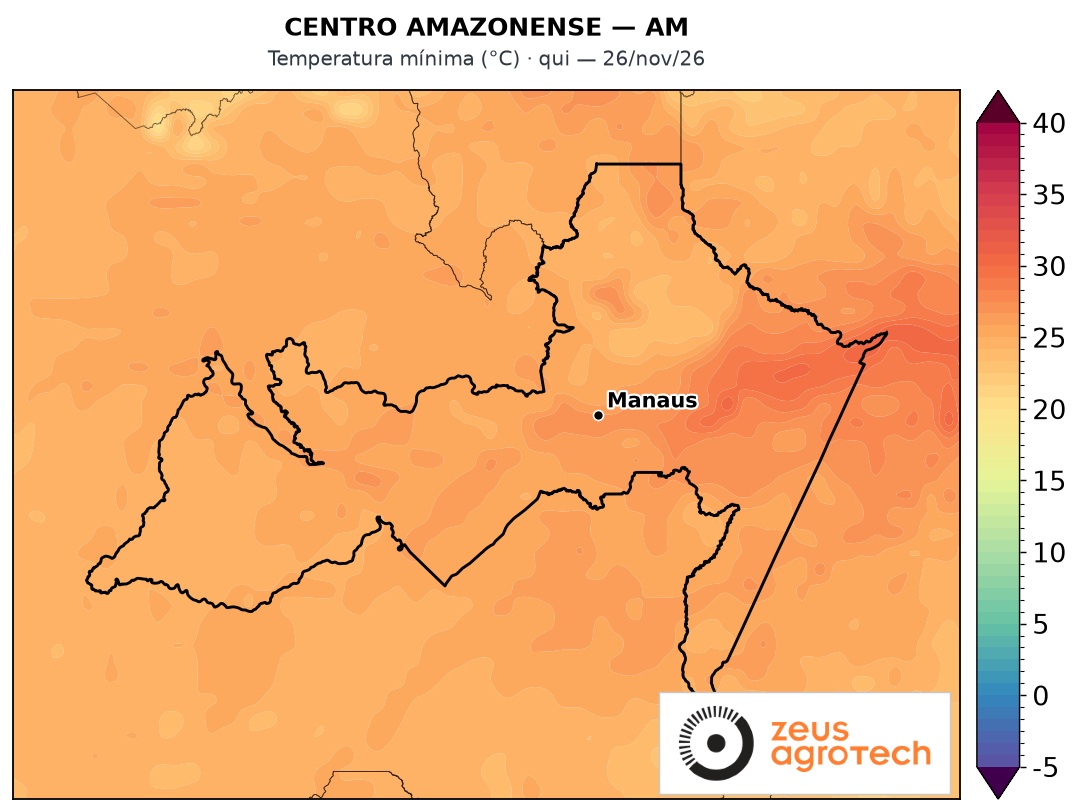 CENTRO AMAZONENSE — AM
Temperatura mínima (°C) · qui — 26/nov/26
Manaus
40
35
30
25
20
15
10
5
0
-5
zeus
agrotech